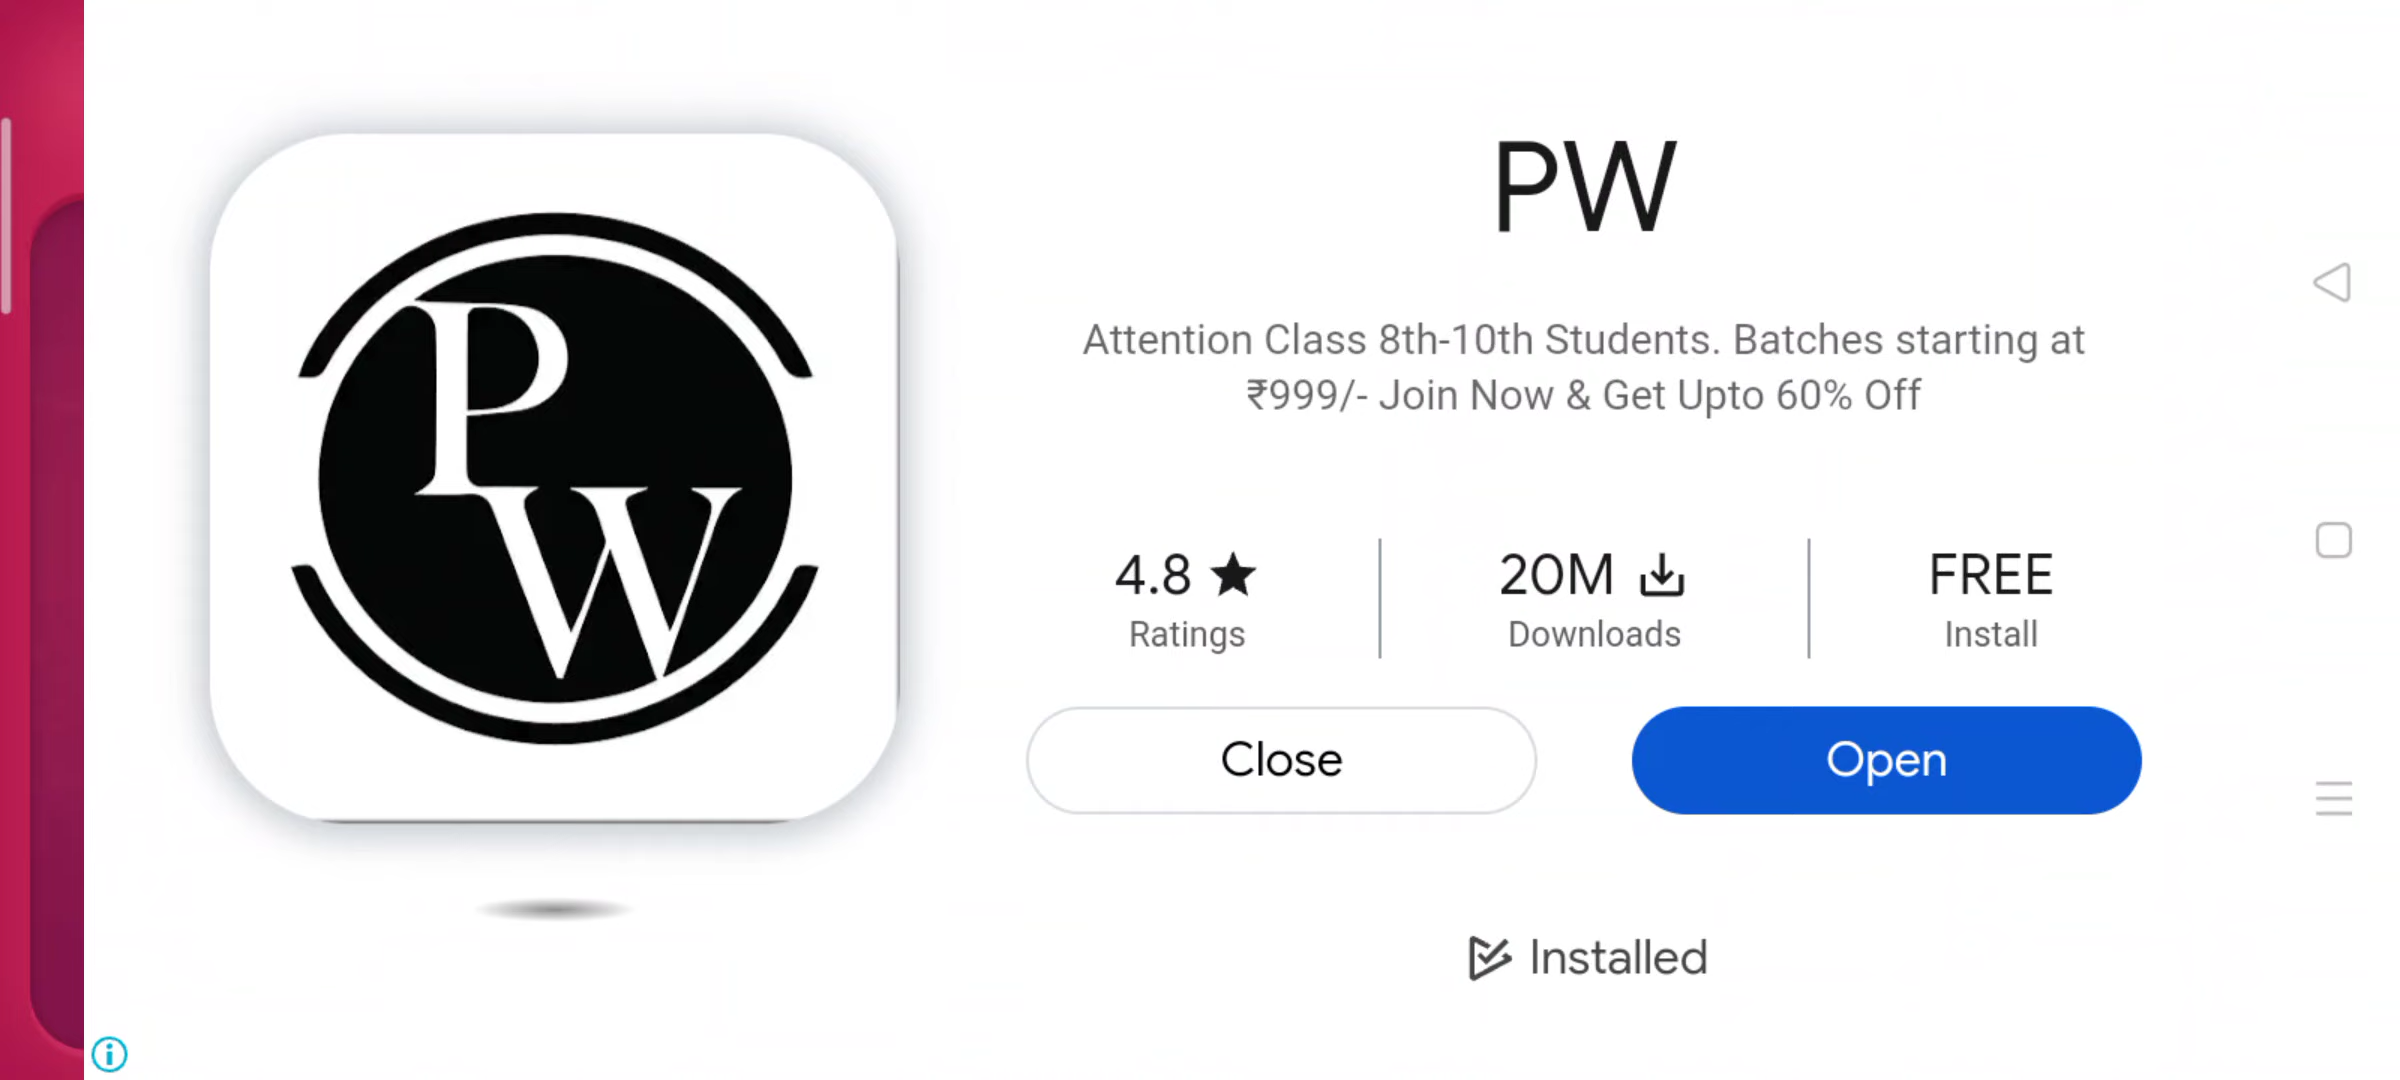 P
W
PW
Attention Class 8th-10th Students. Batches starting at
₹999/- Join Now & Get Upto 60% Off
4.8
Ratings
20M
Downloads
FREE
Install
Close
Open
Installed